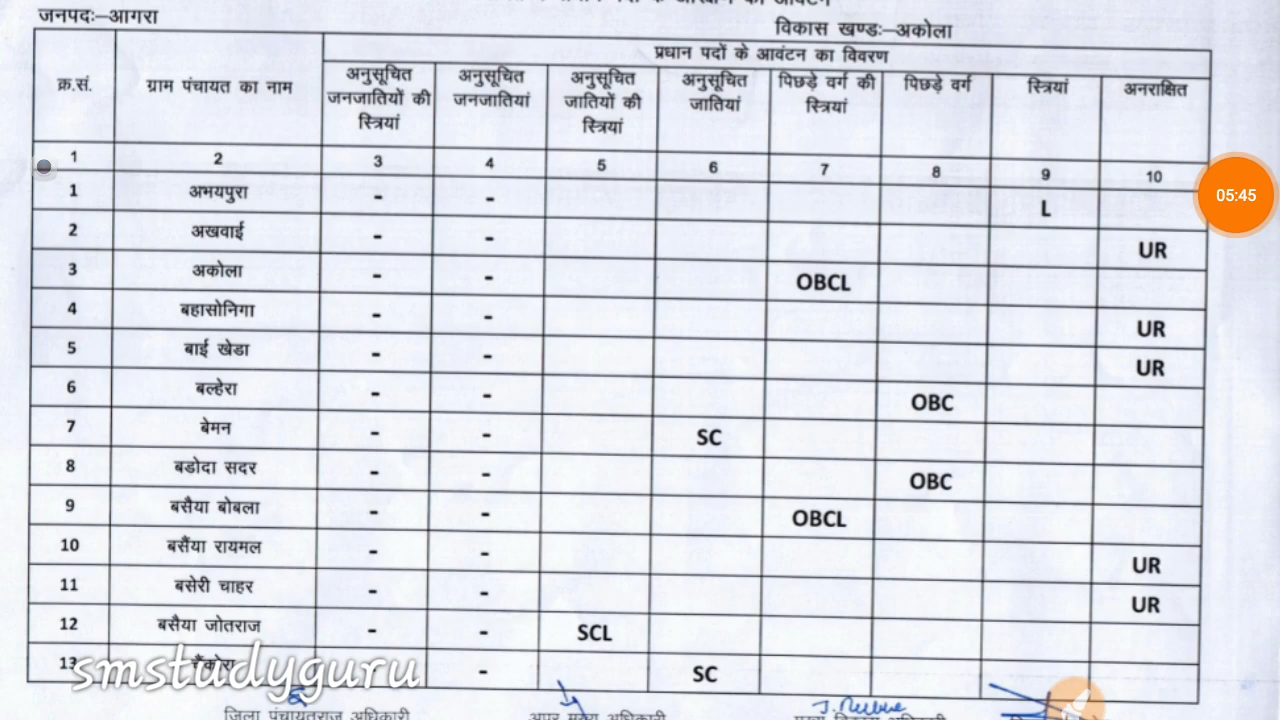 जनपदः–आगरा
विकास खण्डः–अकोला
क्र.सं. ग्राम पंचायत का नाम प्रधान पदों के आवंटन का विवरण
अनुसूचित जनजातियों की स्त्रियां अनुसूचित जनजातियां अनुसूचित जातियों की स्त्रियां अनुसूचित जातियां पिछड़े वर्ग की स्त्रियां पिछड़े वर्ग स्त्रियां अनारक्षित
1 2 3 4 5 6 7 8 9 10
1 अभयपुरा - - L
2 अखवाई - - UR
3 अकोला - - OBCL
4 बहासोनिगा - - UR
5 बाई खेडा - - UR
6 बल्हेरा - - OBC
7 बेमन - - SC
8 बडोदा सदर - - OBC
9 बसैया बोबला - - OBCL
10 बसैंया रायमल - - UR
11 बसेरी चाहर - - UR
12 बसैया जोतराज - - SCL
13 - SC
smstudyguru
05:45
जिला पंचायतराज अधिकारी अपर मुख्य अधिकारी